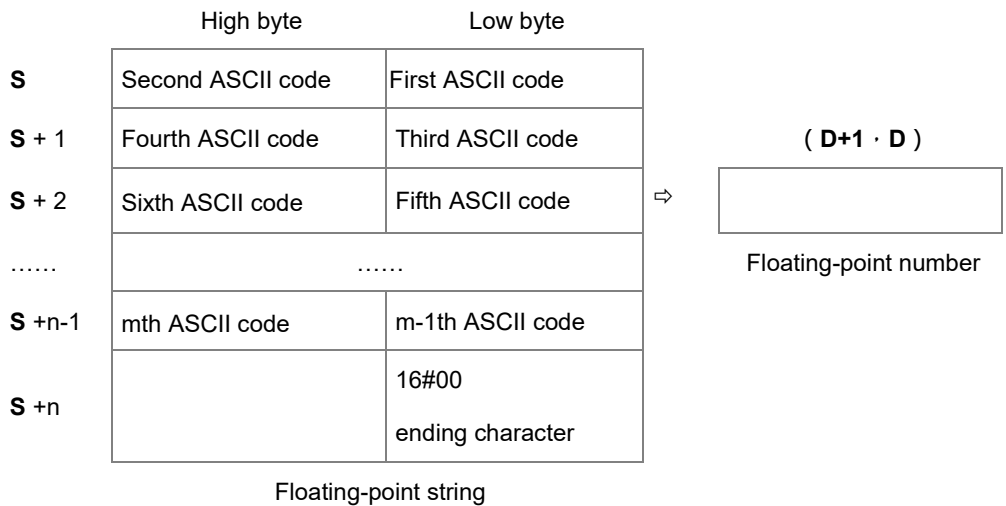 High byte Low byte
S Second ASCII code First ASCII code
S + 1 Fourth ASCII code Third ASCII code ( D+1 · D )
S + 2 Sixth ASCII code Fifth ASCII code ⇨
…… …… Floating-point number
S +n-1 mth ASCII code m-1th ASCII code
16#00
S +n
ending character
Floating-point string